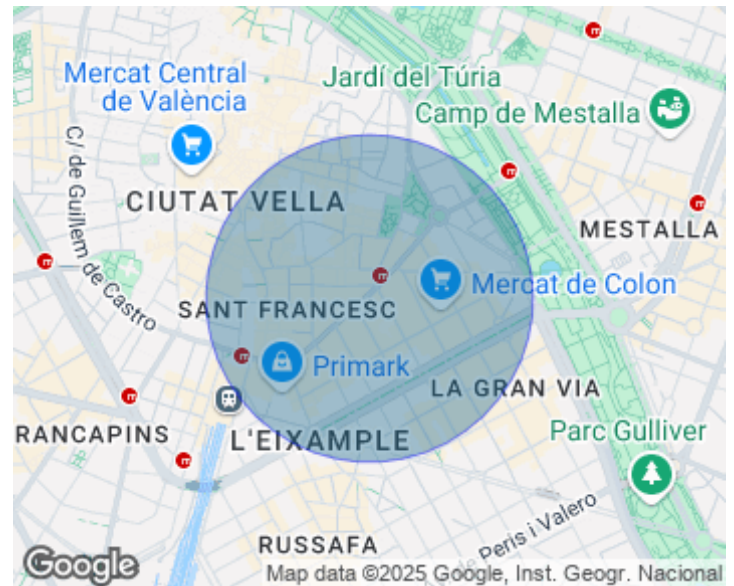 Mercat Central
de València
Jardí del Túria
Camp de Mestalla
C/ de Guillem de Castro
CIUTAT VELLA
MESTALLA
Mercat de Colon
SANT FRANCESC
Primark
LA GRAN VIA
RANCAPINS
L'EIXAMPLE
Parc Gulliver
de Peris i Valero
RUSSAFA
Google
Map data ©2025 Google, Inst. Geogr. Nacional